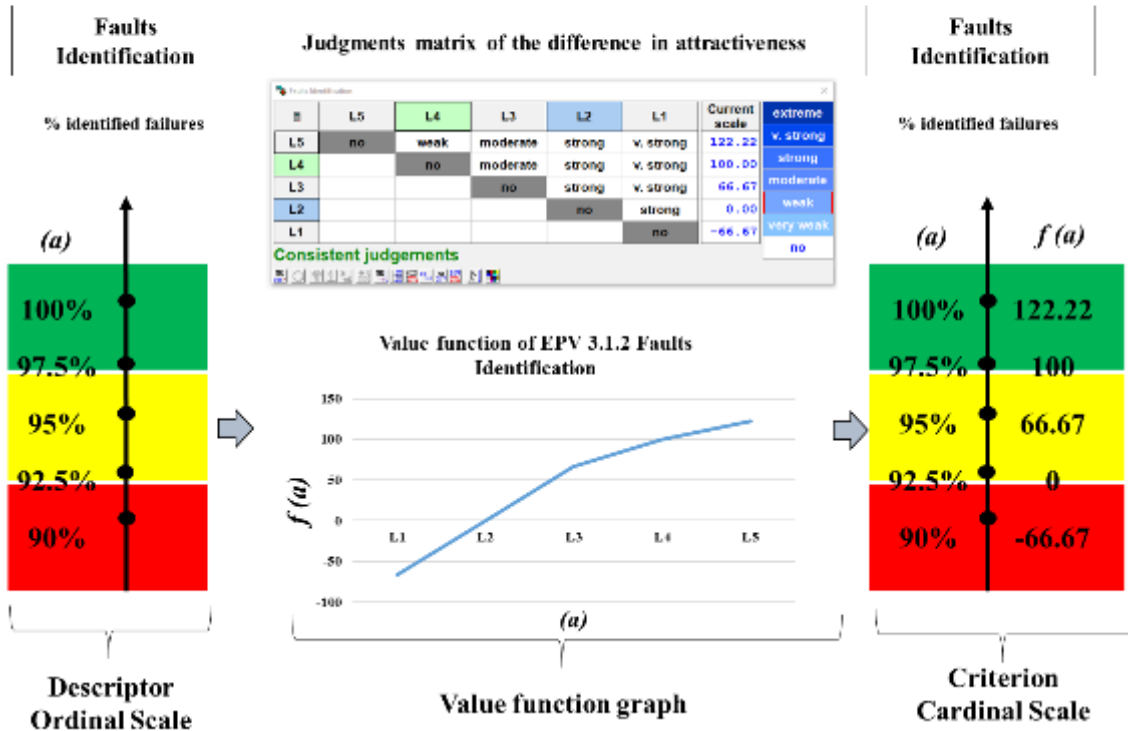 Faults
Identification
% identified failures
(a)
100%
97.5%
95%
92.5%
90%
Descriptor
Ordinal Scale
Judgments matrix of the difference in attractiveness
Faults Identification
L5 L4 L3 L2 L1 Current scale
L5 no weak moderate strong v. strong 122.22
L4 no moderate strong v. strong 100.00
L3 no strong v. strong 66.67
L2 no strong 0.00
L1 no -66.67
extreme
v. strong
strong
moderate
weak
very weak
no
Consistent judgements
Value function of EPV 3.1.2 Faults
Identification
f (a)
150
100
50
0
-50
-100
L1 L2 L3 L4 L5
(a)
Value function graph
Faults
Identification
% identified failures
(a) f (a)
100% 122.22
97.5% 100
95% 66.67
92.5% 0
90% -66.67
Criterion
Cardinal Scale